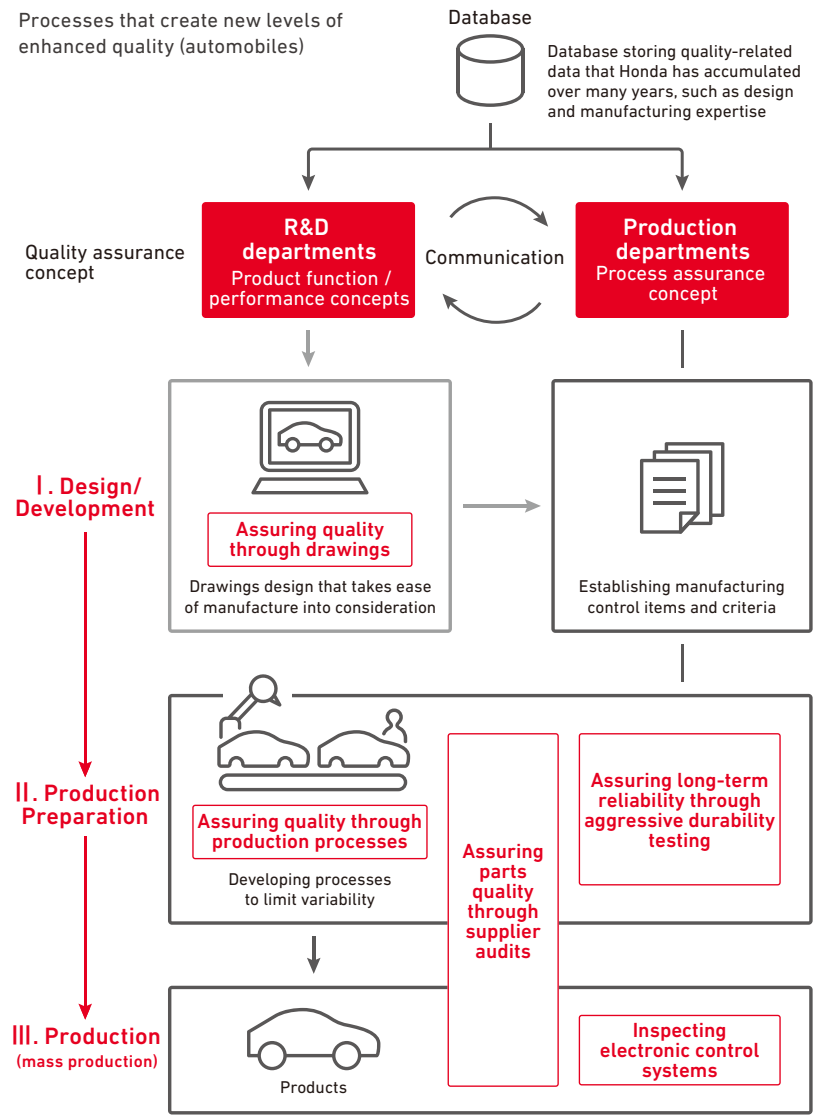 Processes that create new levels of
enhanced quality (automobiles)
Database
Database storing quality-related
data that Honda has accumulated
over many years, such as design
and manufacturing expertise
Quality assurance
concept
R&D
departments
Product function /
performance concepts
Communication
Production
departments
Process assurance
concept
I. Design/
Development
Assuring quality
through drawings
Drawings design that takes ease
of manufacture into consideration
Establishing manufacturing
control items and criteria
II. Production
Preparation
Assuring quality through
production processes
Developing processes
to limit variability
Assuring
parts
quality
through
supplier
audits
Assuring long-term
reliability through
aggressive durability
testing
III. Production
(mass production)
Products
Inspecting
electronic control
systems